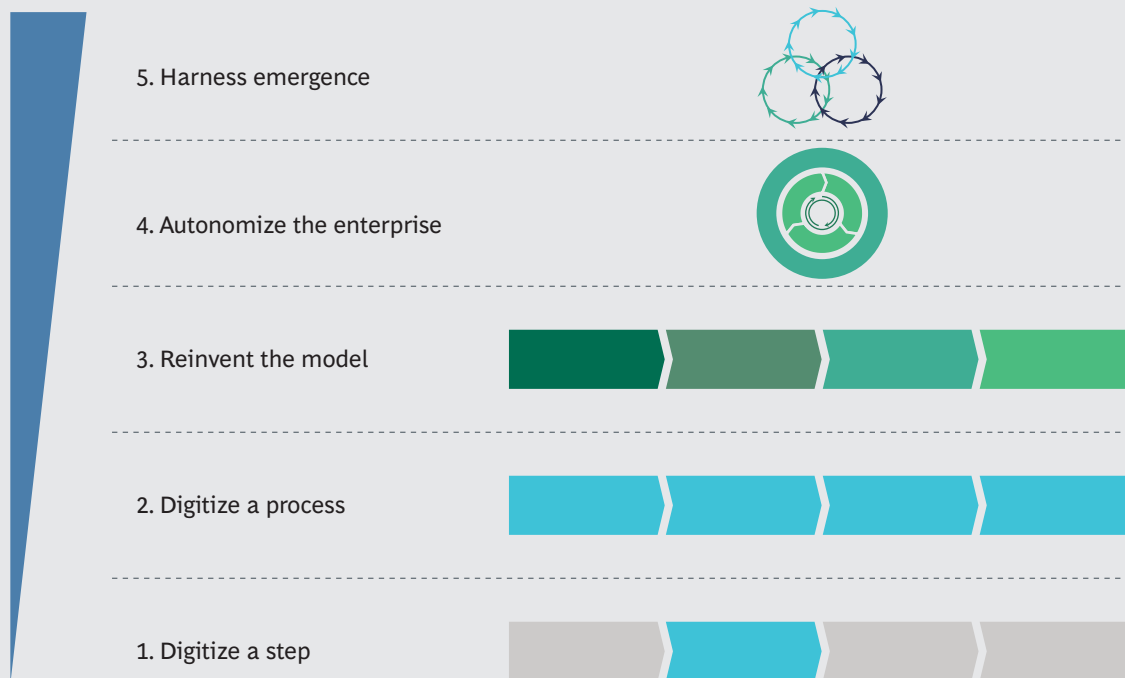 5. Harness emergence
4. Autonomize the enterprise
3. Reinvent the model
2. Digitize a process
1. Digitize a step